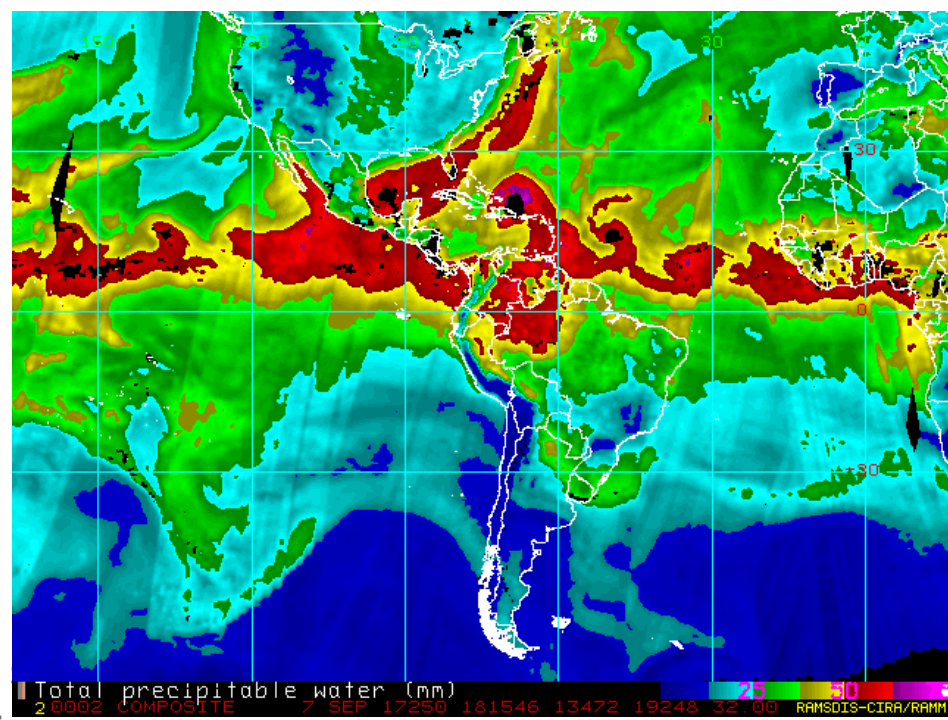 150 120 90 60 30
30
0
-30
Total precipitable water (mm) 25 50
2 0002 COMPOSITE 7 SEP 17250 181546 13472 19248 32.00 RAMSDIS-CIRA/RAMM